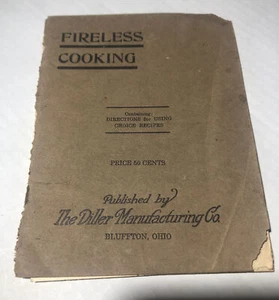 FIRELESS
COOKING
Containing
DIRECTIONS for USING
CHOICE RECIPES
PRICE 50 CENTS
Published by
The Diller Manufacturing Co.
BLUFFTON, OHIO